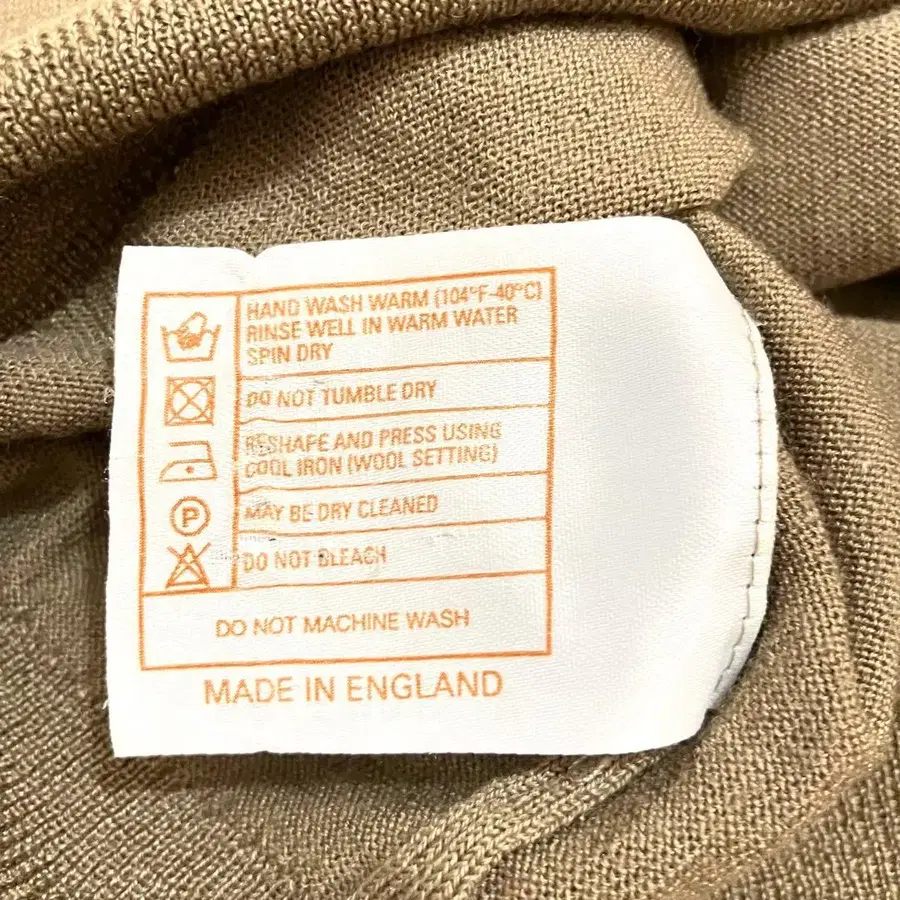 HAND WASH WARM (104°F-40°C)
RINSE WELL IN WARM WATER
SPIN DRY
DO NOT TUMBLE DRY
RESHAPE AND PRESS USING
COOL IRON (WOOL SETTING)
P
MAY BE DRY CLEANED
DO NOT BLEACH
DO NOT MACHINE WASH
MADE IN ENGLAND